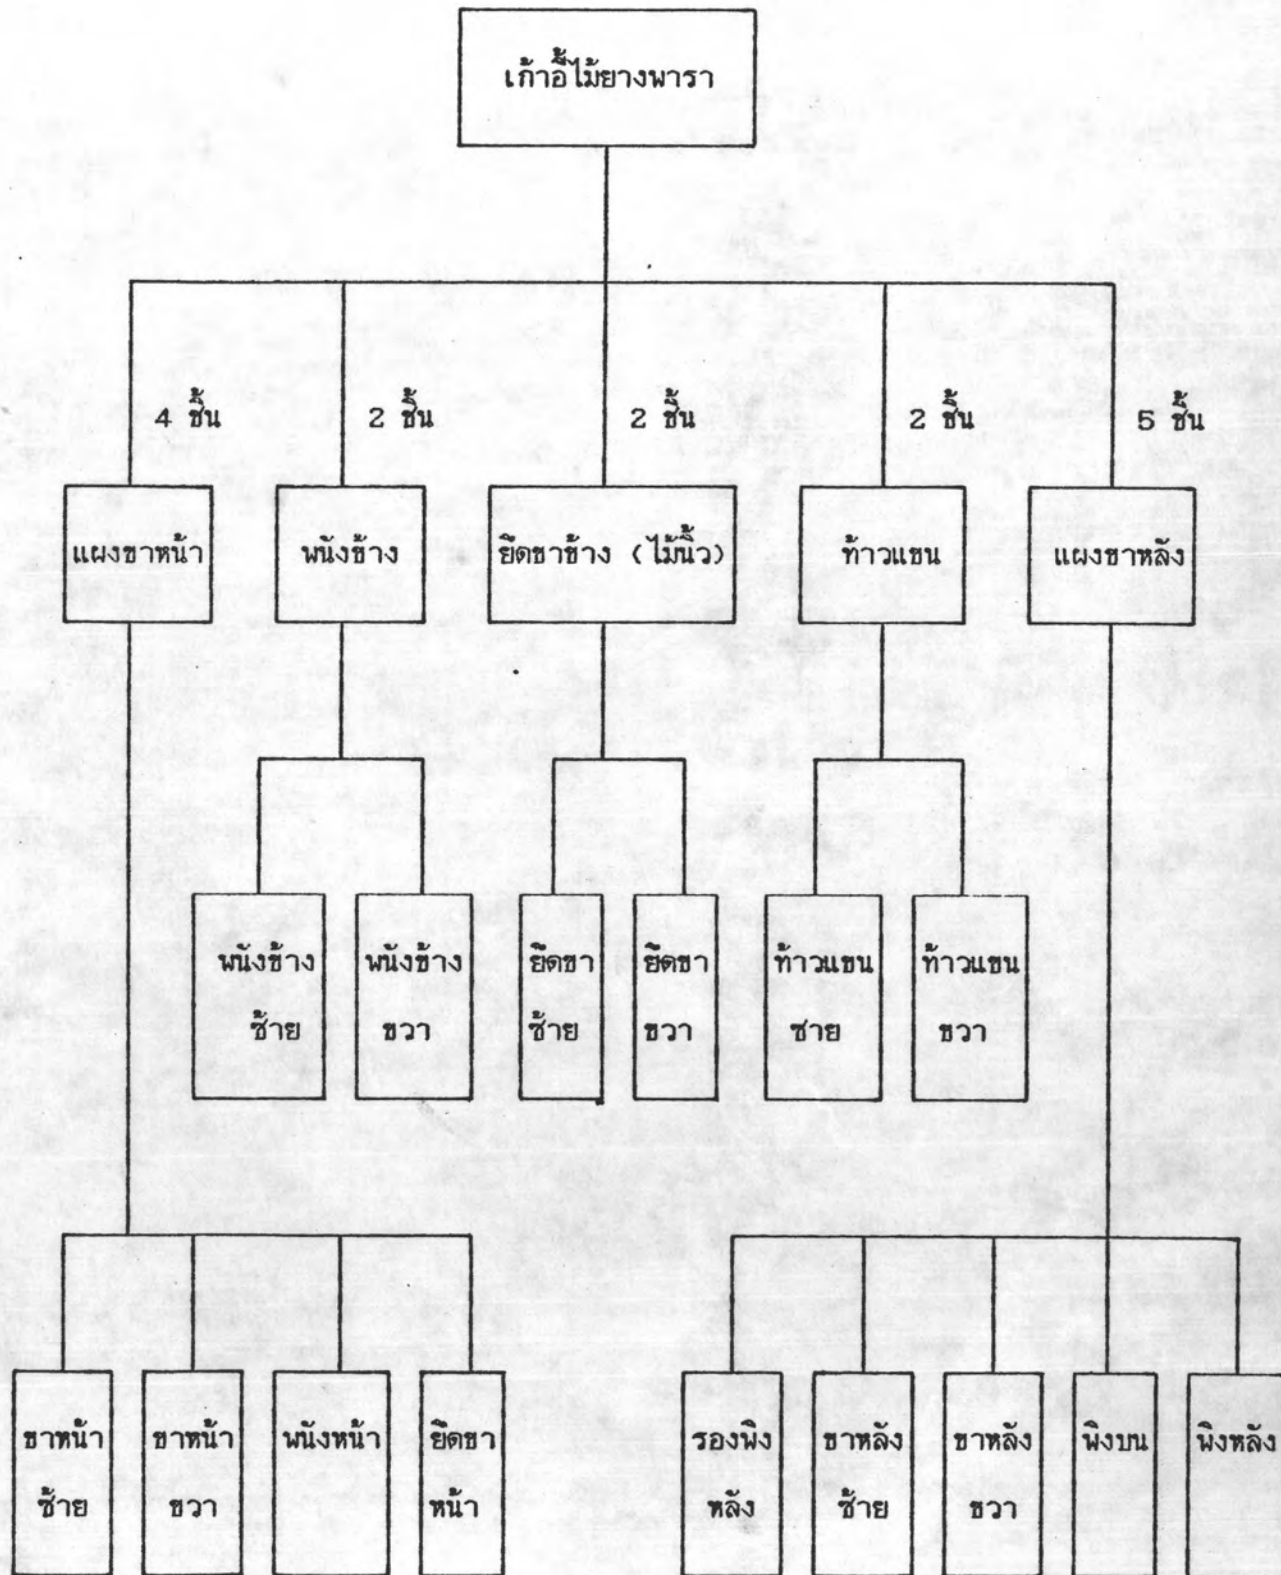 เก้าอี้ไม้ยางพารา
4 ชิ้น
2 ชิ้น
2 ชิ้น
2 ชิ้น
5 ชิ้น
แผงขาหน้า
พนังข้าง
ยึดขาข้าง (ไม้นิ้ว)
ท้าวแขน
แผงขาหลัง
พนังข้าง
ซ้าย
พนังข้าง
ขวา
ยึดขา
ซ้าย
ยึดขา
ขวา
ท้าวแขน
ซาย
ท้าวแขน
ขวา
ขาหน้า
ซ้าย
ขาหน้า
ขวา
พนังหน้า
ยึดขา
หน้า
รองพิง
หลัง
ขาหลัง
ซ้าย
ขาหลัง
ขวา
พิงบน
พิงหลัง